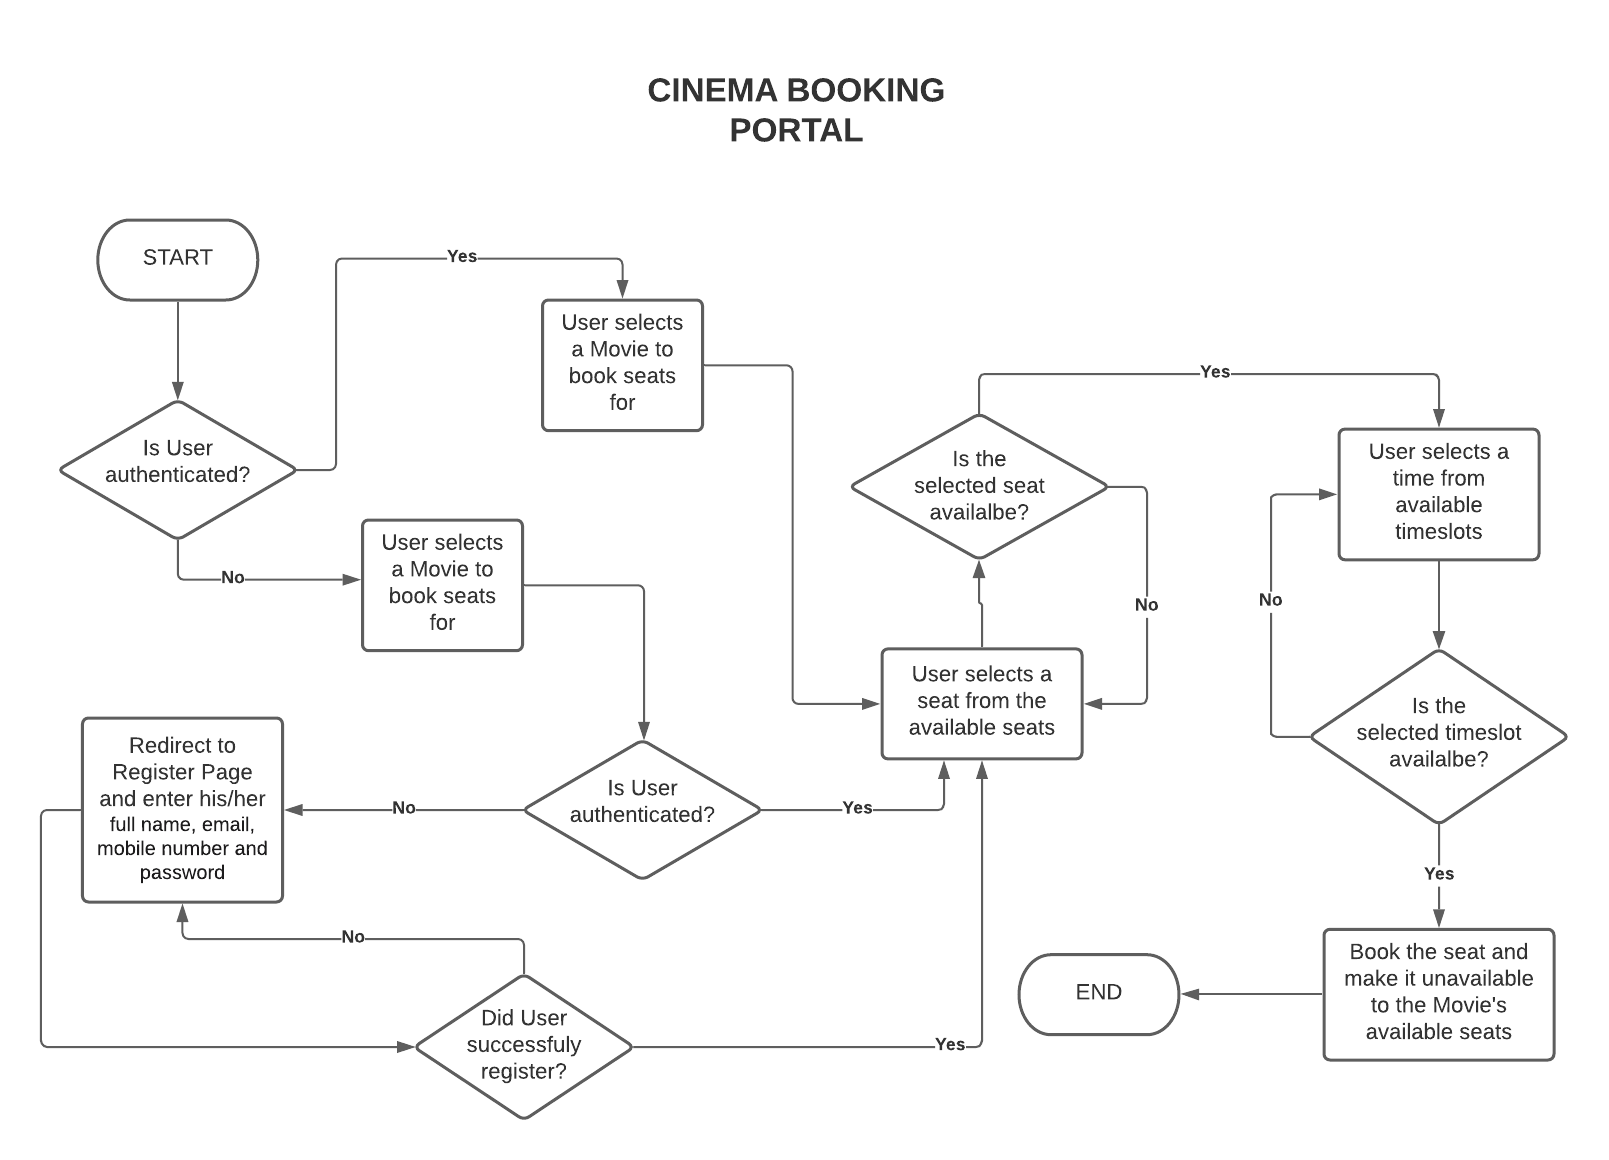 CINEMA BOOKING
PORTAL
START
Yes
User selects
a Movie to
book seats
for
Is User
authenticated?
No
User selects
a Movie to
book seats
for
Is User
authenticated?
No
Yes
Redirect to
Register Page
and enter his/her
full name, email,
mobile number and
password
No
Did User
successfuly
register?
Yes
User selects a
seat from the
available seats
Is the
selected seat
availalbe?
No
Yes
User selects a
time from
available
timeslots
No
Is the
selected timeslot
availalbe?
Yes
Book the seat and
make it unavailable
to the Movie's
available seats
END